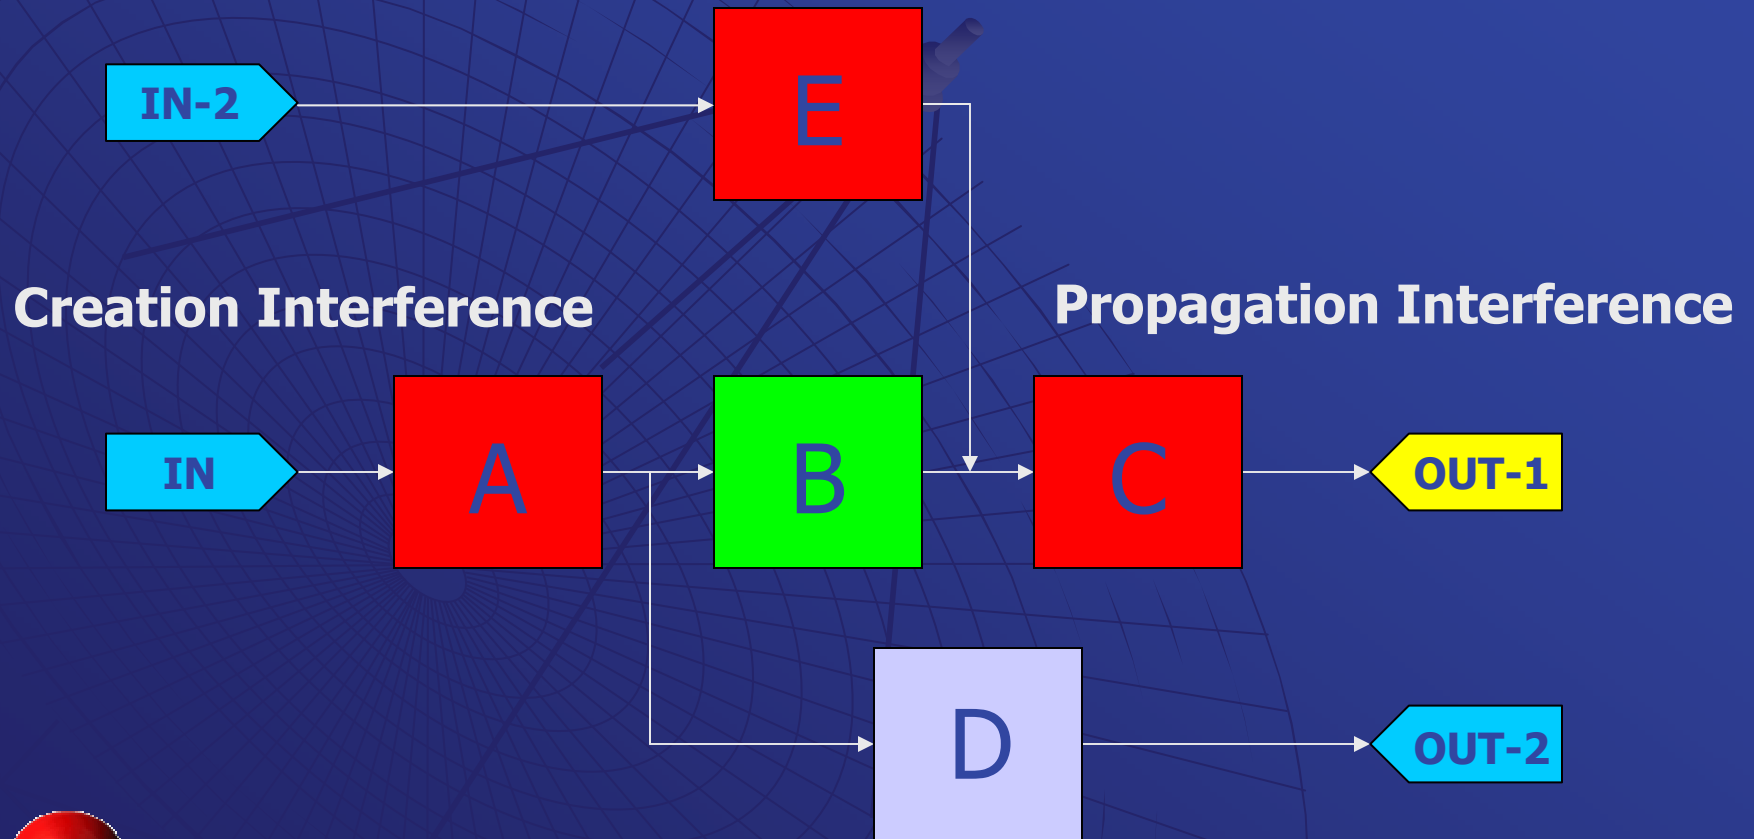 IN-2
E
Creation Interference
Propagation Interference
IN
A
B
C
OUT-1
D
OUT-2